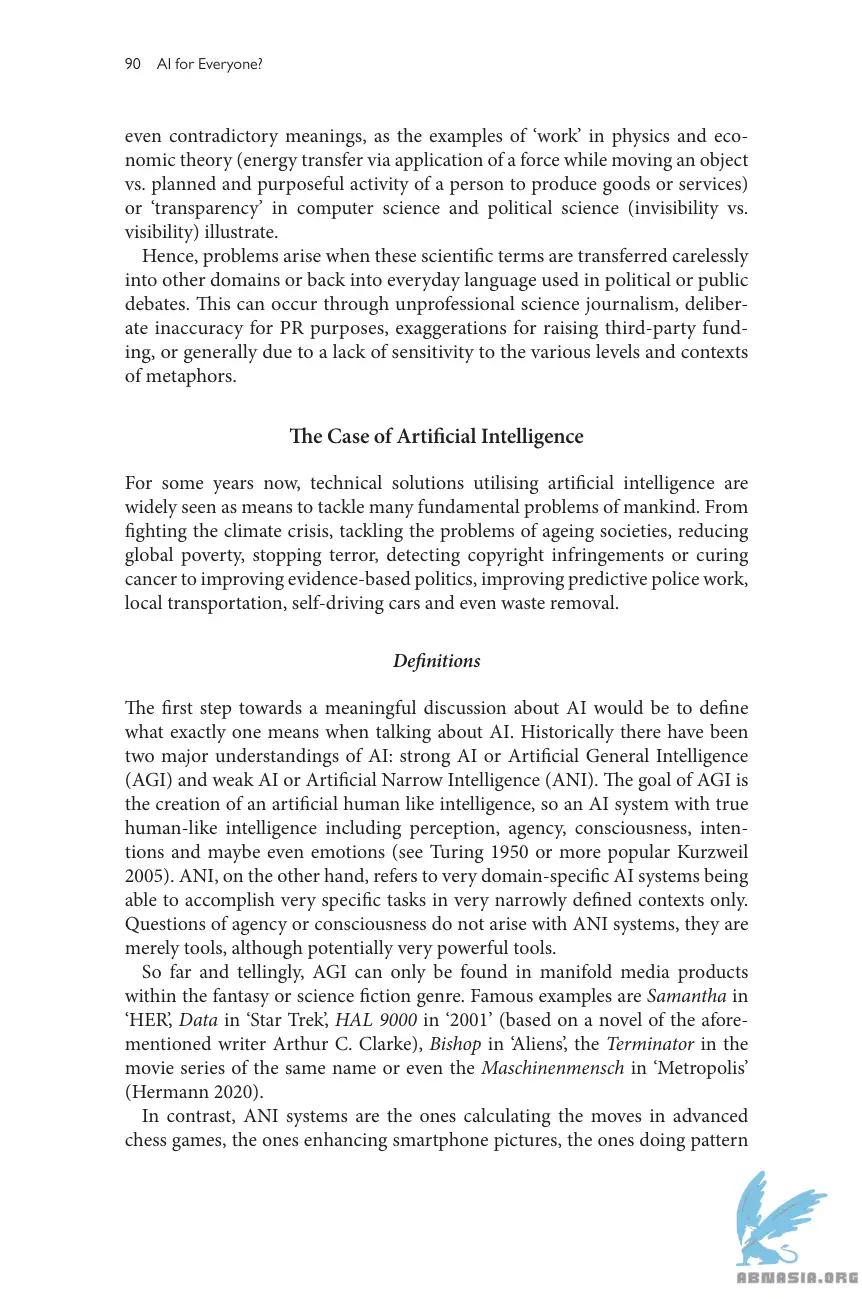 90 AI for Everyone?
even contradictory meanings, as the examples of ‘work’ in physics and eco-
nomic theory (energy transfer via application of a force while moving an object
vs. planned and purposeful activity of a person to produce goods or services)
or ‘transparency’ in computer science and political science (invisibility vs.
visibility) illustrate.
Hence, problems arise when these scientific terms are transferred carelessly
into other domains or back into everyday language used in political or public
debates. This can occur through unprofessional science journalism, deliber-
ate inaccuracy for PR purposes, exaggerations for raising third-party fund-
ing, or generally due to a lack of sensitivity to the various levels and contexts
of metaphors.
The Case of Artificial Intelligence
For some years now, technical solutions utilising artificial intelligence are
widely seen as means to tackle many fundamental problems of mankind. From
fighting the climate crisis, tackling the problems of ageing societies, reducing
global poverty, stopping terror, detecting copyright infringements or curing
cancer to improving evidence-based politics, improving predictive police work,
local transportation, self-driving cars and even waste removal.
Definitions
The first step towards a meaningful discussion about AI would be to define
what exactly one means when talking about AI. Historically there have been
two major understandings of AI: strong AI or Artificial General Intelligence
(AGI) and weak AI or Artificial Narrow Intelligence (ANI). The goal of AGI is
the creation of an artificial human like intelligence, so an AI system with true
human-like intelligence including perception, agency, consciousness, inten-
tions and maybe even emotions (see Turing 1950 or more popular Kurzweil
2005). ANI, on the other hand, refers to very domain-specific AI systems being
able to accomplish very specific tasks in very narrowly defined contexts only.
Questions of agency or consciousness do not arise with ANI systems, they are
merely tools, although potentially very powerful tools.
So far and tellingly, AGI can only be found in manifold media products
within the fantasy or science fiction genre. Famous examples are Samantha in
‘HER’, Data in ‘Star Trek’, HAL 9000 in ‘2001’ (based on a novel of the afore-
mentioned writer Arthur C. Clarke), Bishop in ‘Aliens’, the Terminator in the
movie series of the same name or even the Maschinenmensch in ‘Metropolis’
(Hermann 2020).
In contrast, ANI systems are the ones calculating the moves in advanced
chess games, the ones enhancing smartphone pictures, the ones doing pattern
ABNASIA.ORG